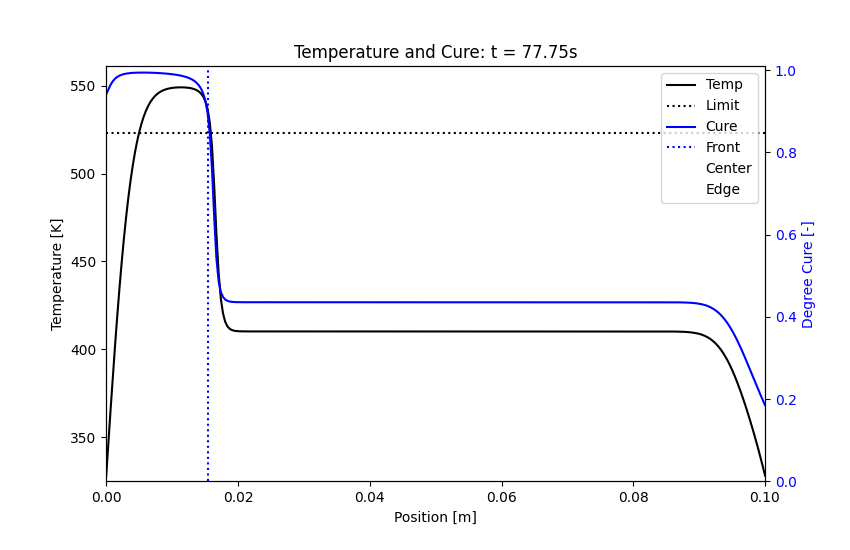 Temperature and Cure: t = 77.75s
Temp
Limit
Cure
Front
Center
Edge
Temperature [K]
550
500
450
400
350
Degree Cure [-]
1.0
0.8
0.6
0.4
0.2
0.0
0.00 0.02 0.04 0.06 0.08 0.10
Position [m]